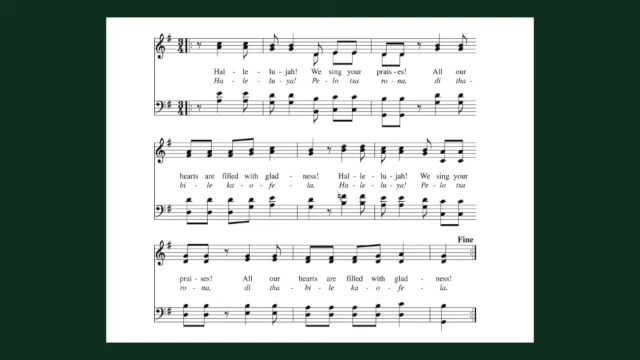 Hal - le - lu - jah! We sing your prais - es! All our
Ha - le - lu - ya! Pe - lo tsa ro - na, di tha -
hearts are filled with glad - ness! Hal - le - lu - jah! We sing your
bi - le ka - o - fe - la. Ha - le - lu - ya! Pe - lo tsa
Fine
prai - ses! All our hearts are filled with glad - ness!
ro - na, di tha - bi - le ka - o - fe - la.